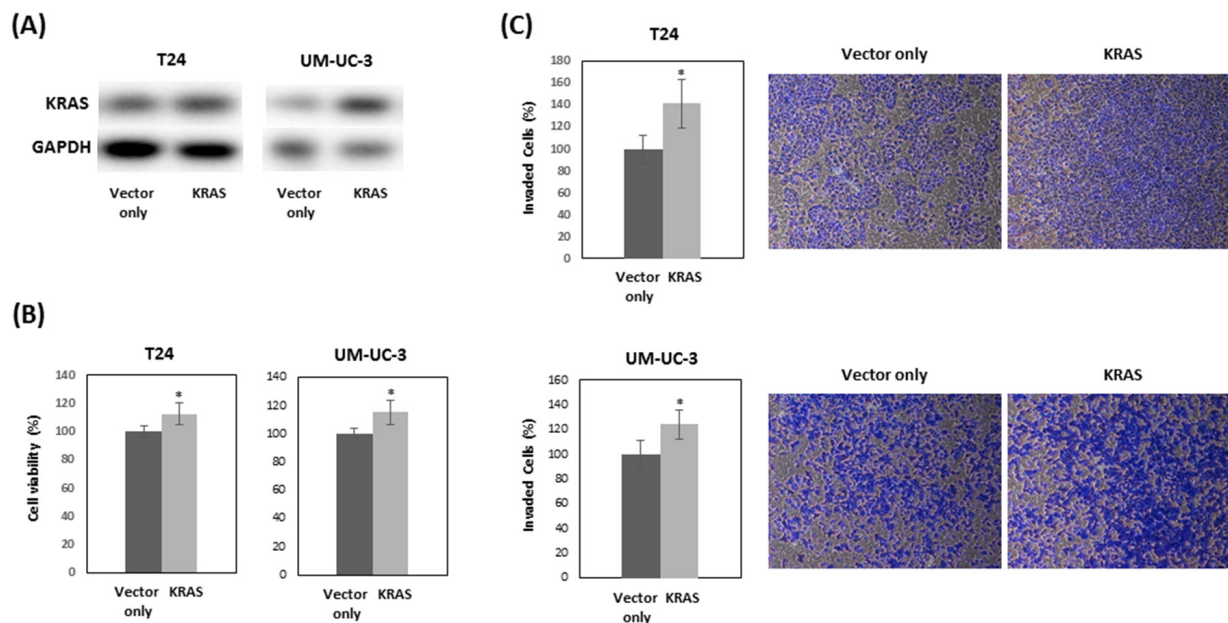 (A)
T24
UM-UC-3
KRAS
GAPDH
Vector only
KRAS
Vector only
KRAS
(B)
T24
Cell viability (%)
140
120
100
80
60
40
20
0
*
Vector only
KRAS
UM-UC-3
140
120
100
80
60
40
20
0
*
Vector only
KRAS
(C)
T24
Invaded Cells (%)
180
160
140
120
100
80
60
40
20
0
*
Vector only
KRAS
Vector only
KRAS
UM-UC-3
Invaded Cells (%)
160
140
120
100
80
60
40
20
0
*
Vector only
KRAS
Vector only
KRAS